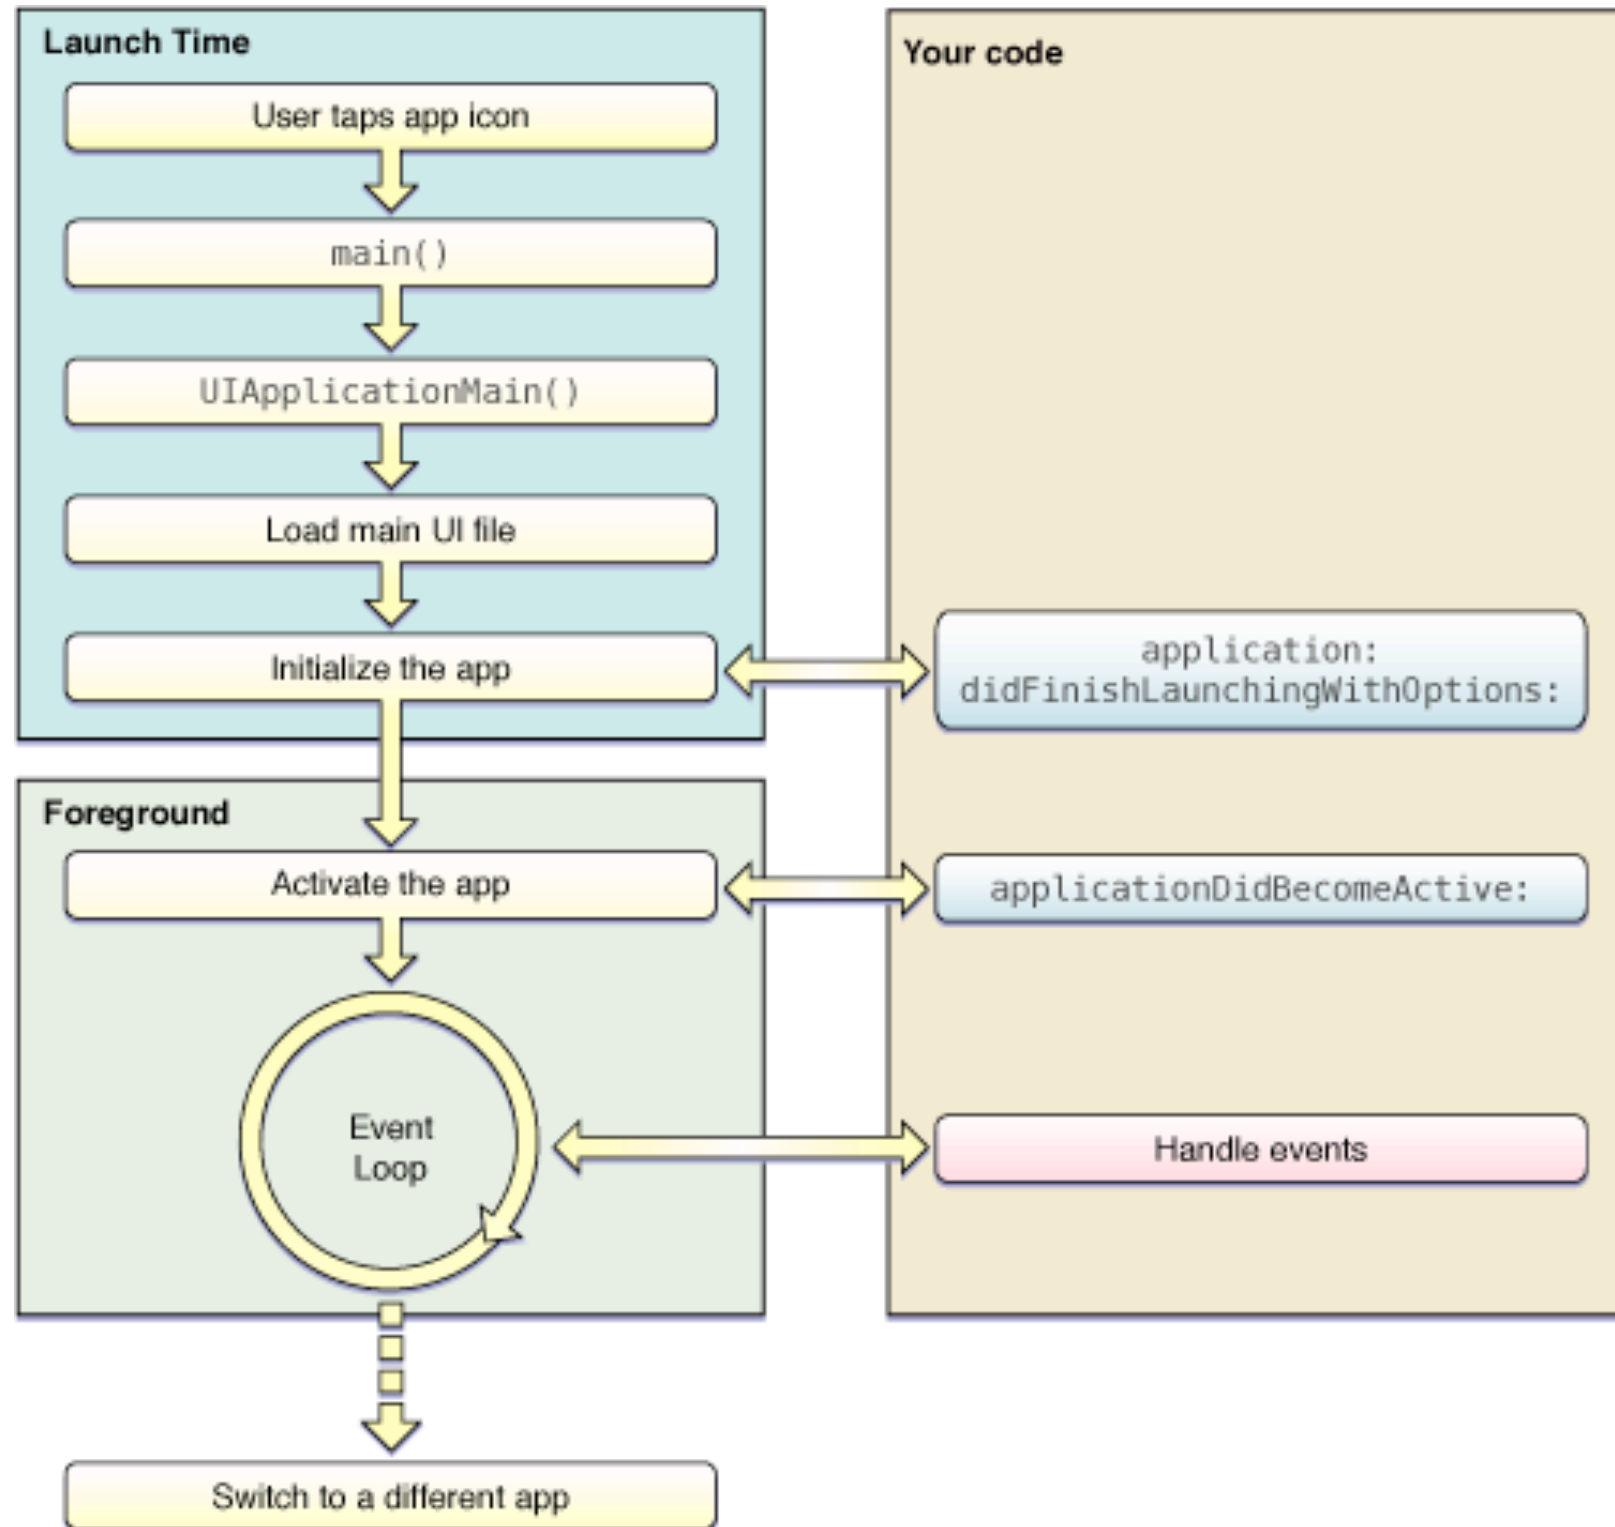 Launch Time
User taps app icon
main()
UIApplicationMain()
Load main UI file
Initialize the app
Foreground
Activate the app
Event
Loop
Switch to a different app
Your code
application:
didFinishLaunchingWithOptions:
applicationDidBecomeActive:
Handle events